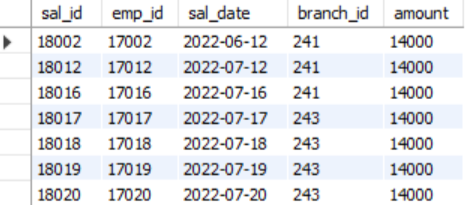 sal_id emp_id sal_date branch_id amount
18002 17002 2022-06-12 241 14000
18012 17012 2022-07-12 241 14000
18016 17016 2022-07-16 241 14000
18017 17017 2022-07-17 243 14000
18018 17018 2022-07-18 243 14000
18019 17019 2022-07-19 243 14000
18020 17020 2022-07-20 243 14000